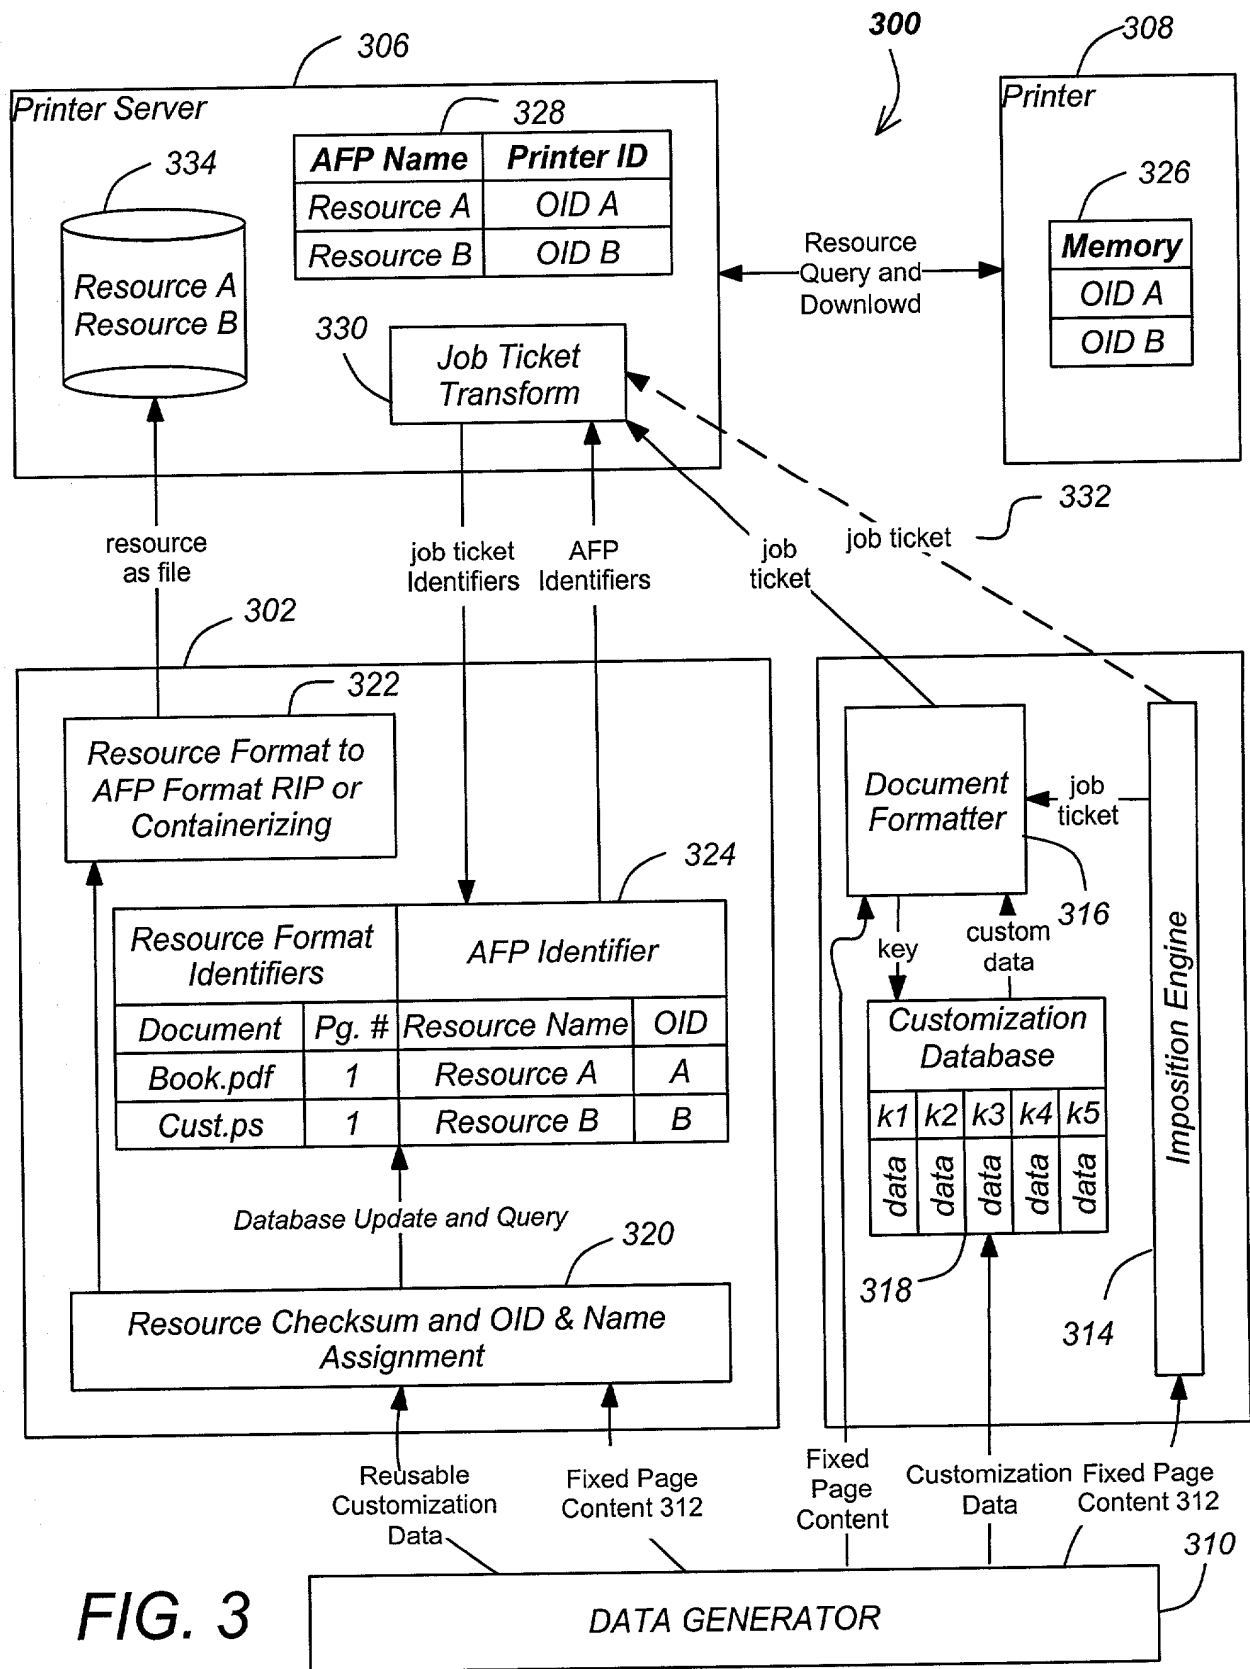 300
306
308
Printer Server
328
334
AFP Name Printer ID
Resource A OID A
Resource B OID B
Resource A
Resource B
330
Job Ticket
Transform
Resource
Query and
Downlowd
Printer
326
Memory
OID A
OID B
332
resource
as file
job ticket
Identifiers
AFP
Identifiers
job
ticket
job ticket
302
322
Resource Format to
AFP Format RIP or
Containerizing
324
Resource Format
Identifiers
AFP Identifier
Document Pg. # Resource Name OID
Book.pdf 1 Resource A A
Cust.ps 1 Resource B B
Database Update and Query
320
Resource Checksum and OID & Name
Assignment
Document
Formatter
job
ticket
316
key
custom
data
Customization
Database
k1 k2 k3 k4 k5
data data data data data
318
Imposition Engine
314
Reusable
Customization
Data
Fixed Page
Content 312
Fixed
Page
Content
Customization
Data
Fixed Page
Content 312
310
DATA GENERATOR
FIG. 3